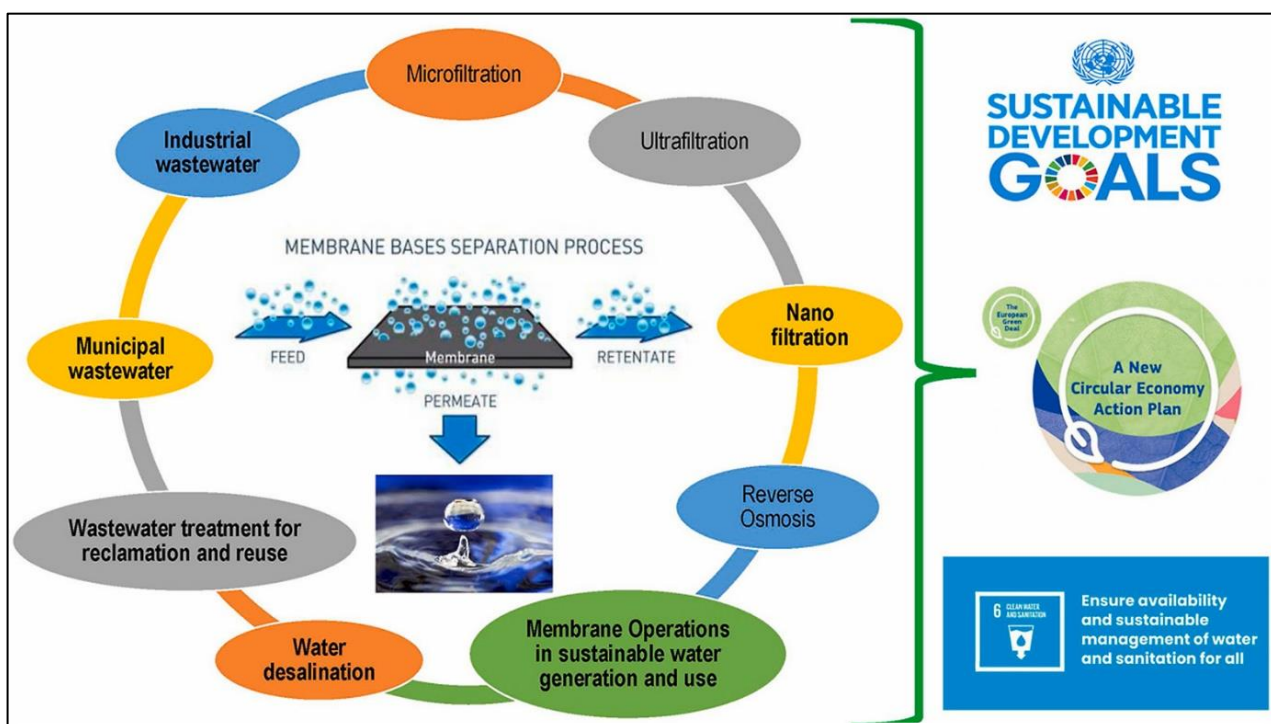 Microfiltration
Industrial
wastewater
Ultrafiltration
MEMBRANE BASES SEPARATION PROCESS
FEED
Membrane
RETENTATE
PERMEATE
Nano
filtration
Municipal
wastewater
Reverse
Osmosis
Wastewater treatment for
reclamation and reuse
Membrane Operations
in sustainable water
generation and use
Water
desalination
SUSTAINABLE
DEVELOPMENT
GOALS
The
European
Green
Deal
A New
Circular Economy
Action Plan
6 CLEAN WATER
AND SANITATION
Ensure availability
and sustainable
management of water
and sanitation for all